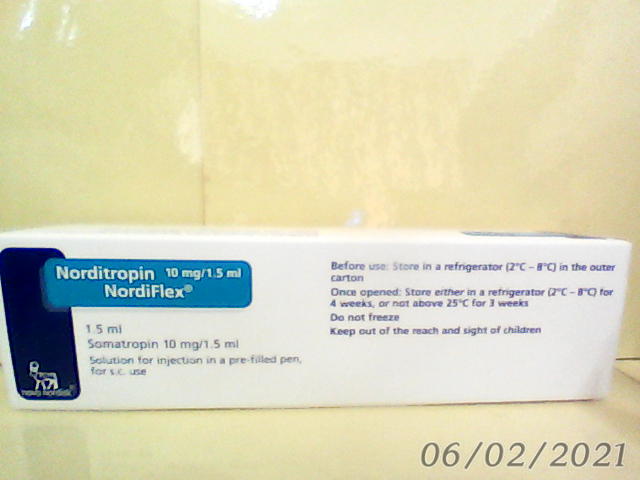 Norditropin 10 mg/1.5 ml
NordiFlex®
1.5 ml
Somatropin 10 mg/1.5 ml
Solution for injection in a pre-filled pen,
for s.c. use
novo nordisk®
Before use: Store in a refrigerator (2°C – 8°C) in the outer
carton
Once opened: Store either in a refrigerator (2°C – 8°C) for
4 weeks, or not above 25°C for 3 weeks
Do not freeze
Keep out of the reach and sight of children
06/02/2021